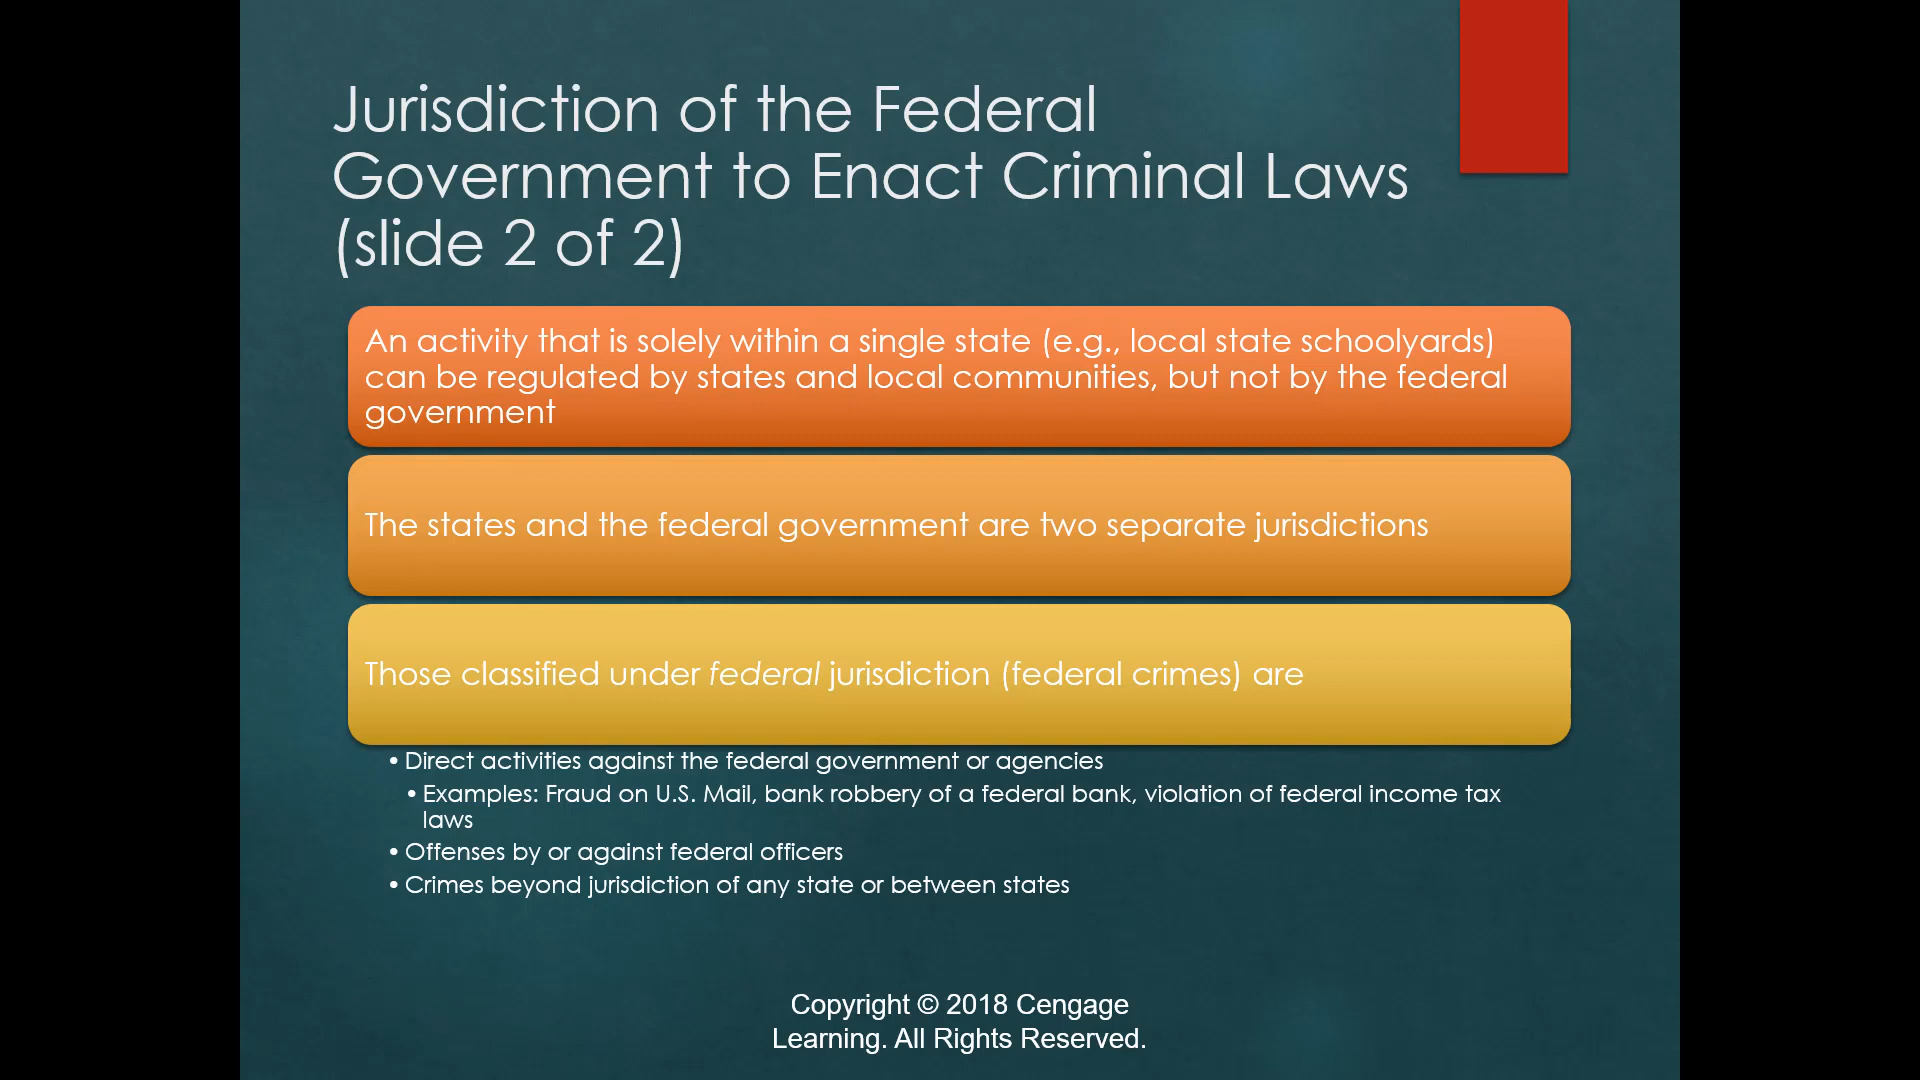 Jurisdiction of the Federal
Government to Enact Criminal Laws
(slide 2 of 2)
An activity that is solely within a single state (e.g., local state schoolyards)
can be regulated by states and local communities, but not by the federal
government
The states and the federal government are two separate jurisdictions
Those classified under federal jurisdiction (federal crimes) are
• Direct activities against the federal government or agencies
• Examples: Fraud on U.S. Mail, bank robbery of a federal bank, violation of federal income tax
laws
• Offenses by or against federal officers
• Crimes beyond jurisdiction of any state or between states
Copyright © 2018 Cengage
Learning. All Rights Reserved.